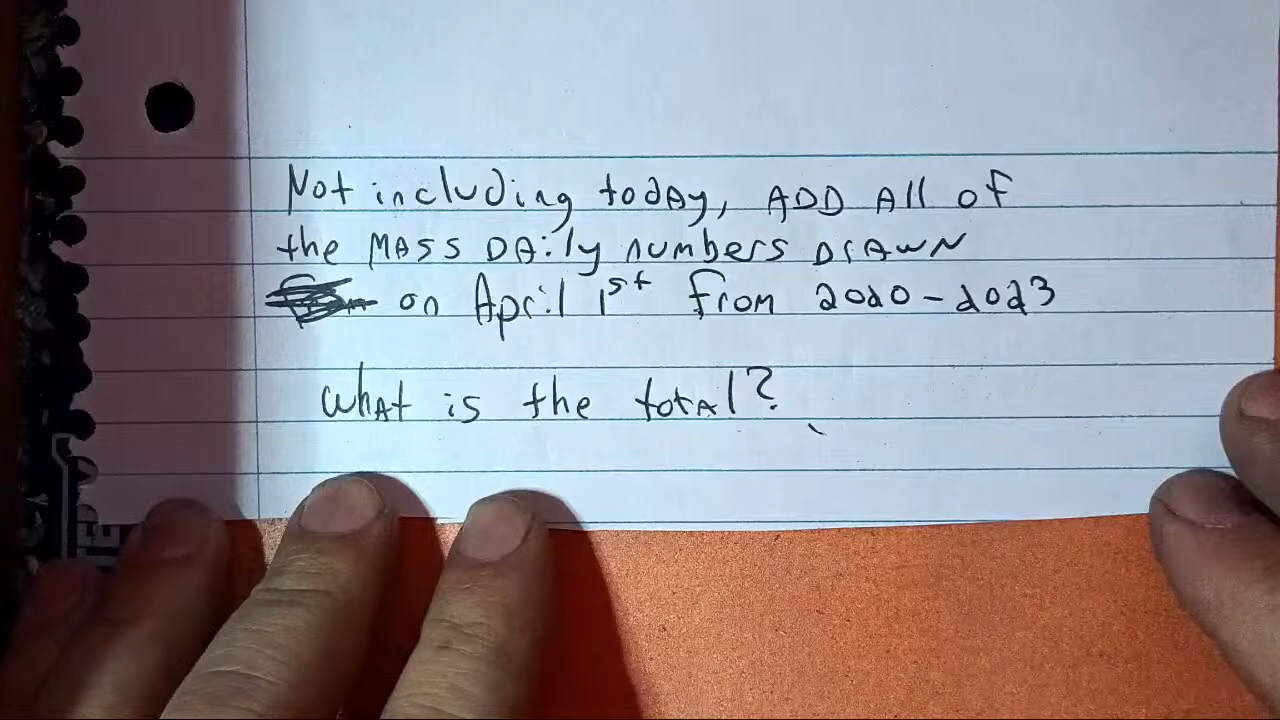 Not including today, ADD All of
the MASS DAily numbers DrAwN
on April 1st from 2020-2023
What is the total?